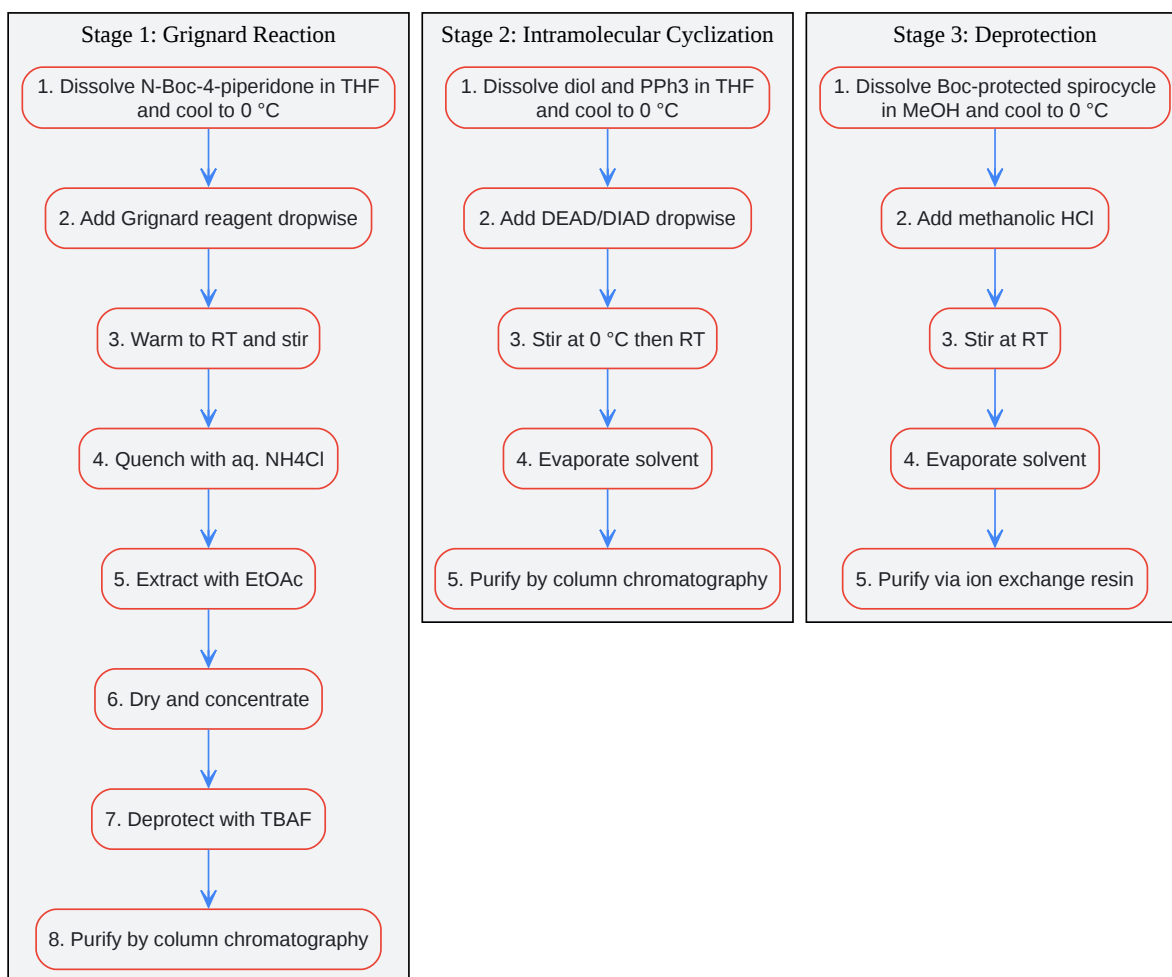 Stage 1: Grignard Reaction
1. Dissolve N-Boc-4-piperidone in THF
and cool to 0 °C
2. Add Grignard reagent dropwise
3. Warm to RT and stir
4. Quench with aq. NH4Cl
5. Extract with EtOAc
6. Dry and concentrate
7. Deprotect with TBAF
8. Purify by column chromatography
Stage 2: Intramolecular Cyclization
1. Dissolve diol and PPh3 in THF
and cool to 0 °C
2. Add DEAD/DIAD dropwise
3. Stir at 0 °C then RT
4. Evaporate solvent
5. Purify by column chromatography
Stage 3: Deprotection
1. Dissolve Boc-protected spirocycle
in MeOH and cool to 0 °C
2. Add methanolic HCl
3. Stir at RT
4. Evaporate solvent
5. Purify via ion exchange resin